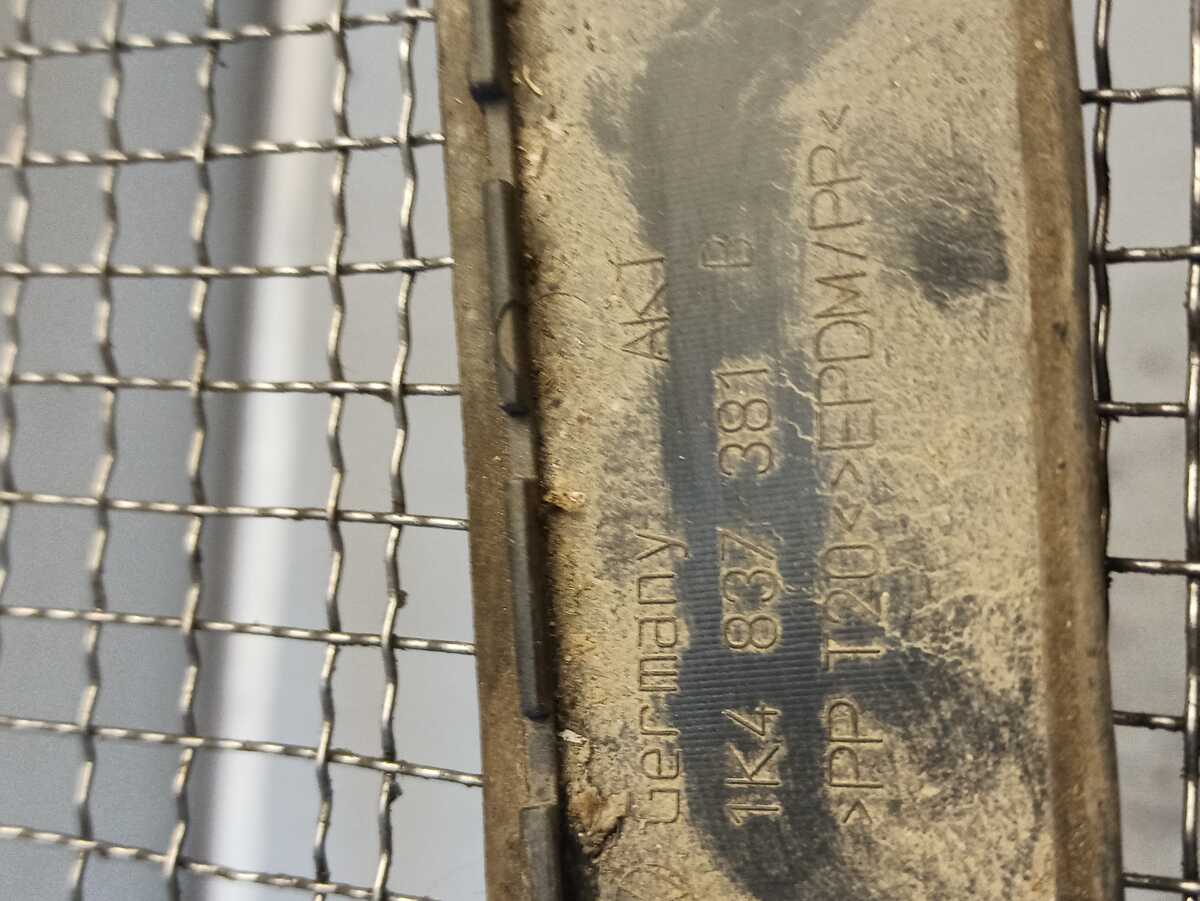 Germany AKT
1K4 837 381 B
>PP T20<>EPDM/PP<